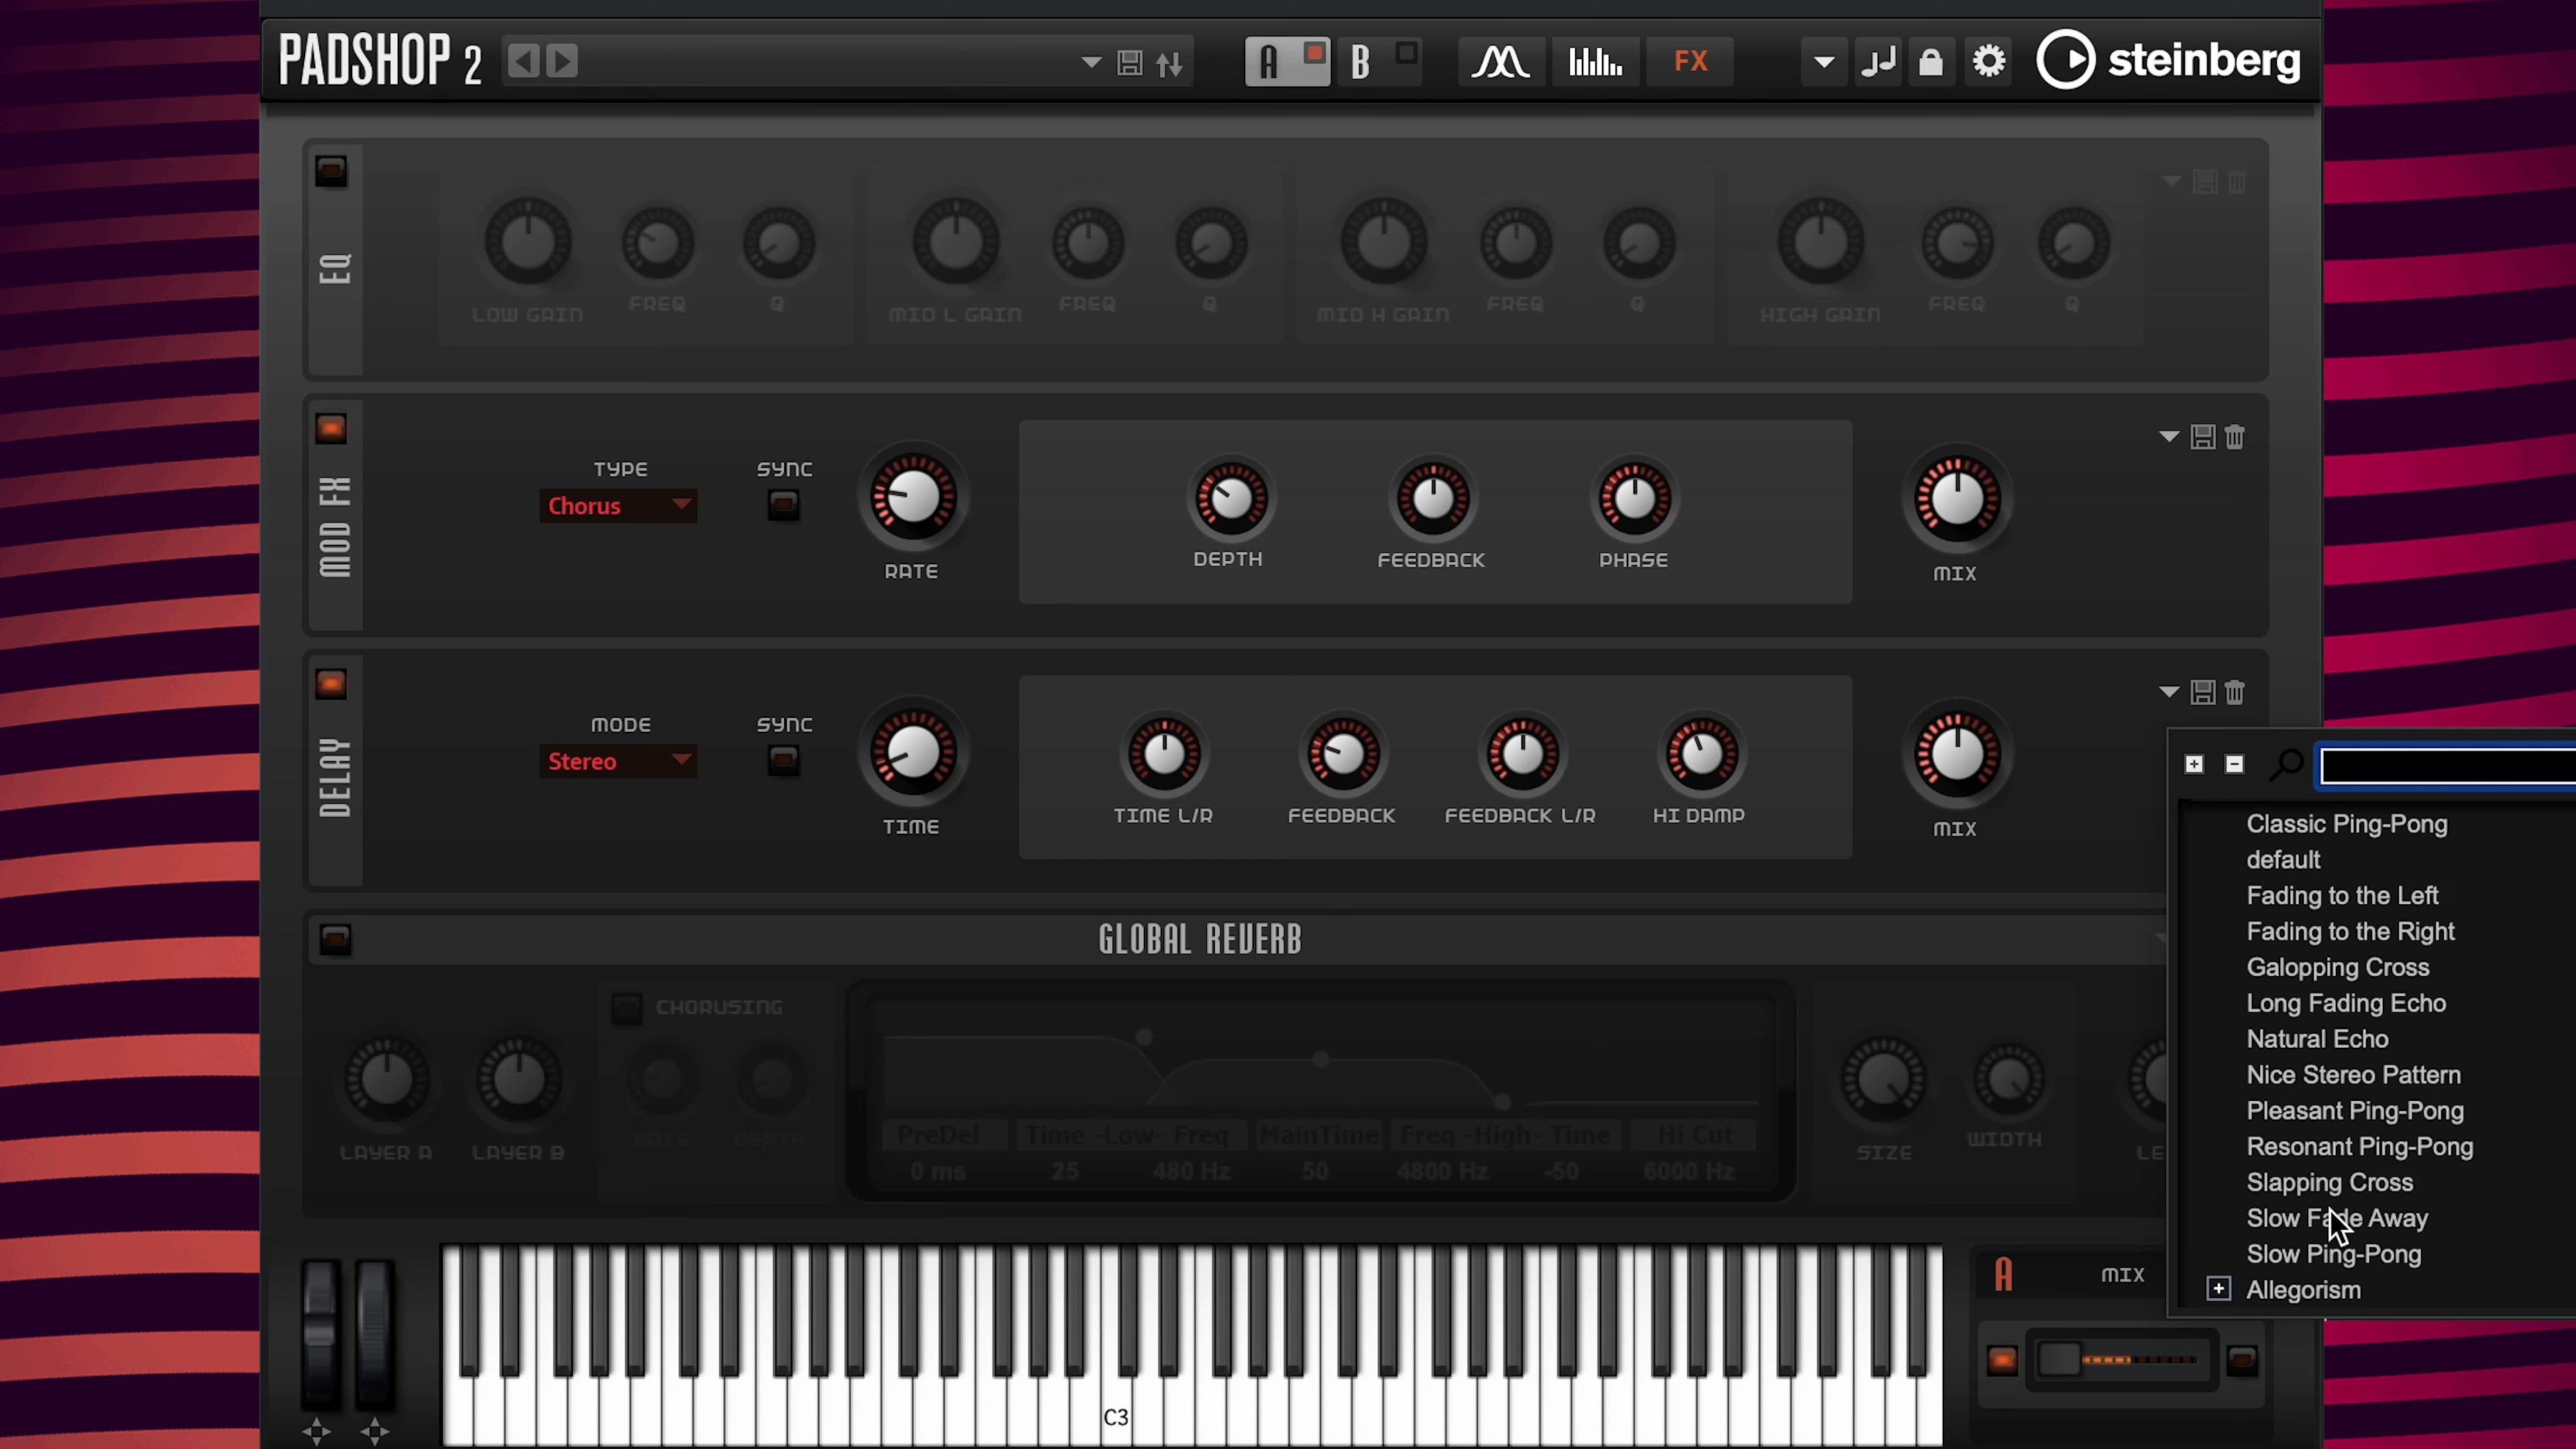 PADSHOP 2
A
B
FX
steinberg
EQ
LOW GAIN
FREQ
Q
MID L GAIN
FREQ
Q
MID H GAIN
FREQ
Q
HIGH GAIN
FREQ
Q
MOD FX
TYPE
Chorus
SYNC
RATE
DEPTH
FEEDBACK
PHASE
MIX
DELAY
MODE
Stereo
SYNC
TIME
TIME L/R
FEEDBACK
FEEDBACK L/R
HI DAMP
MIX
Classic Ping-Pong
default
Fading to the Left
Fading to the Right
Galopping Cross
Long Fading Echo
Natural Echo
Nice Stereo Pattern
Pleasant Ping-Pong
Resonant Ping-Pong
Slapping Cross
Slow Fade Away
Slow Ping-Pong
Allegorism
GLOBAL REVERB
LAYER A
LAYER B
CHORUSING
RATE
DEPTH
PreDel Time -Low- Freq MainTime Freq -High- Time Hi Cut
0 ms 25 480 Hz 50 4800 Hz -50 6000 Hz
SIZE
WIDTH
LE
C3
A
MIX